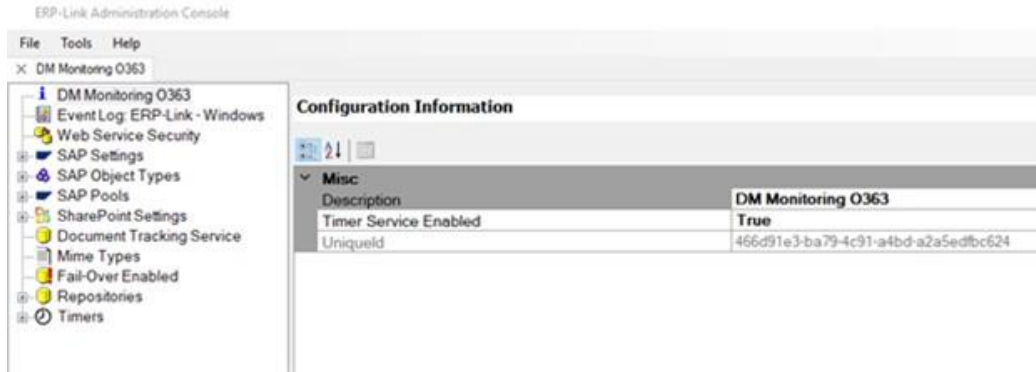 ERP-Link Administration Console
File Tools Help
DM Monitoring O363
DM Monitoring O363
Event Log: ERP-Link - Windows
Web Service Security
SAP Settings
SAP Object Types
SAP Pools
SharePoint Settings
Document Tracking Service
Mime Types
Fail-Over Enabled
Repositories
Timers
Configuration Information
Misc
Description DM Monitoring O363
Timer Service Enabled True
UniqueId 466d91e3-ba79-4c91-a4bd-a2a5edfbc624